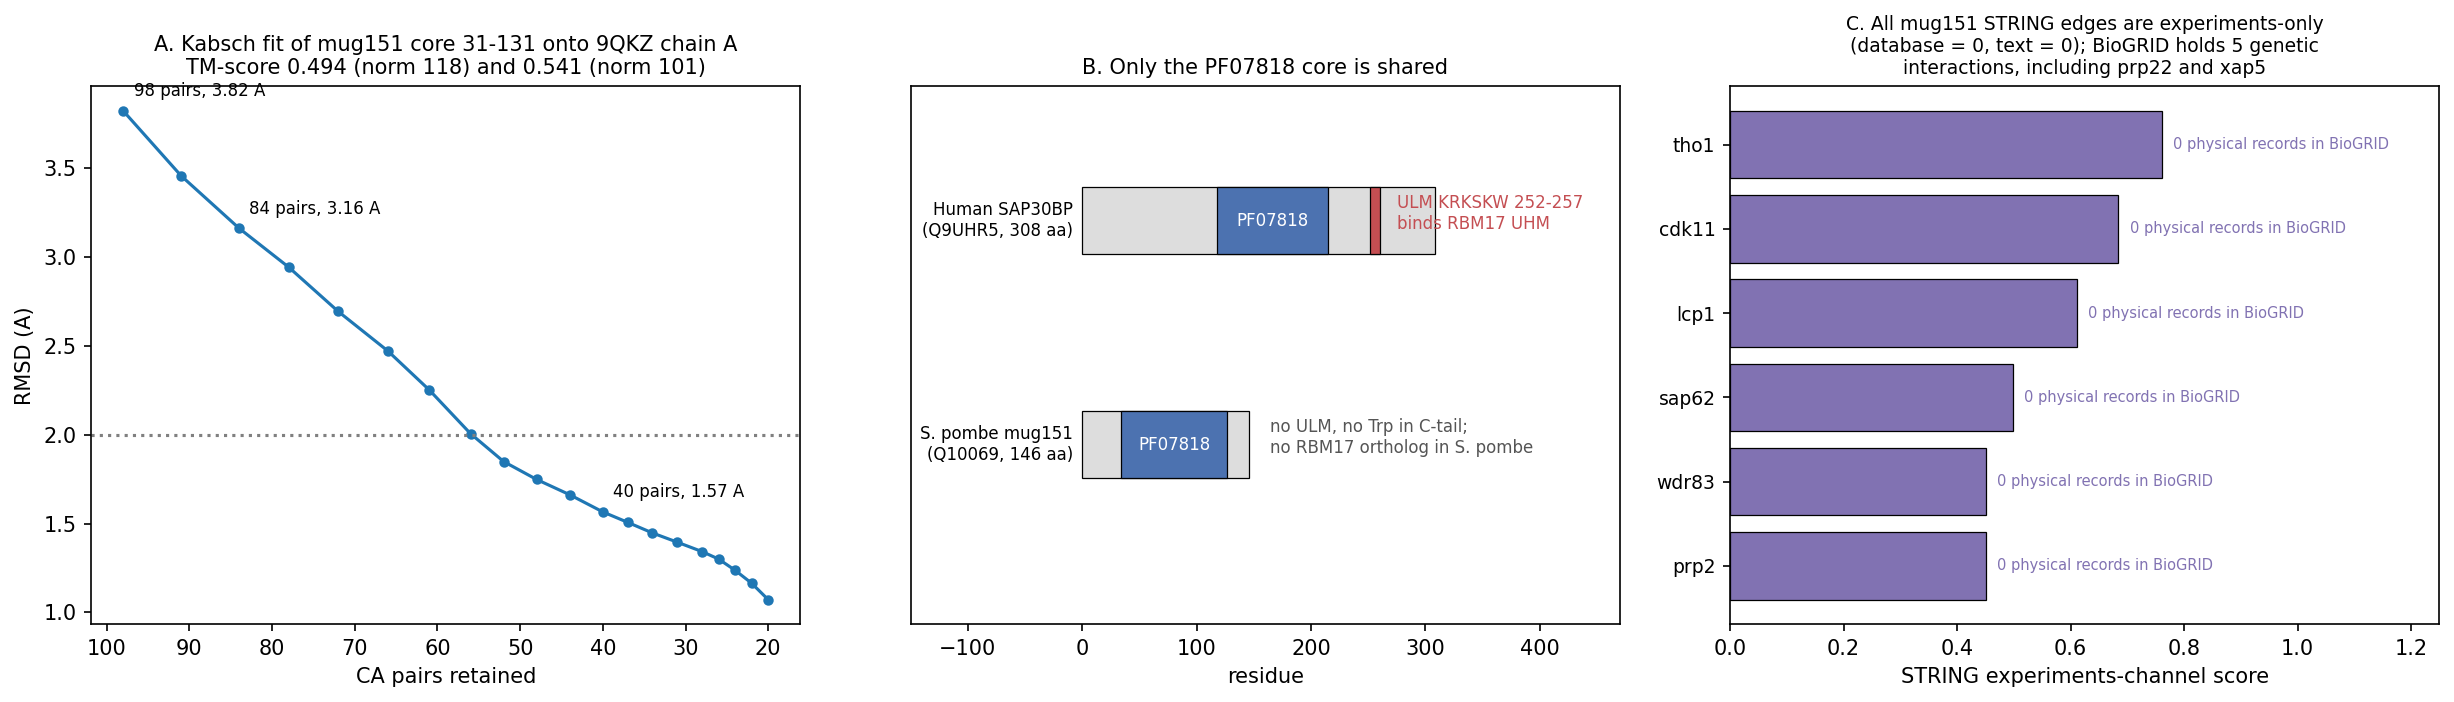 A. Kabsch fit of mug151 core 31-131 onto 9QKZ chain A
TM-score 0.494 (norm 118) and 0.541 (norm 101)
98 pairs, 3.82 A
84 pairs, 3.16 A
40 pairs, 1.57 A
RMSD (A)
3.5
3.0
2.5
2.0
1.5
1.0
100 90 80 70 60 50 40 30 20
CA pairs retained
B. Only the PF07818 core is shared
Human SAP30BP
(Q9UHR5, 308 aa)
PF07818
ULM KRKSKW 252-257
binds RBM17 UHM
S. pombe mug151
(Q10069, 146 aa)
PF07818
no ULM, no Trp in C-tail;
no RBM17 ortholog in S. pombe
−100 0 100 200 300 400
residue
C. All mug151 STRING edges are experiments-only
(database = 0, text = 0); BioGRID holds 5 genetic
interactions, including prp22 and xap5
tho1 0 physical records in BioGRID
cdk11 0 physical records in BioGRID
lcp1 0 physical records in BioGRID
sap62 0 physical records in BioGRID
wdr83 0 physical records in BioGRID
prp2 0 physical records in BioGRID
0.0 0.2 0.4 0.6 0.8 1.0 1.2
STRING experiments-channel score